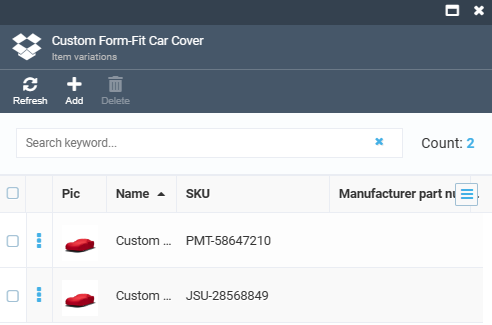 Custom Form-Fit Car Cover
Item variations
Refresh Add Delete
Search keyword... Count: 2
Pic Name SKU Manufacturer part
Custom ... PMT-58647210
Custom ... JSU-28568849